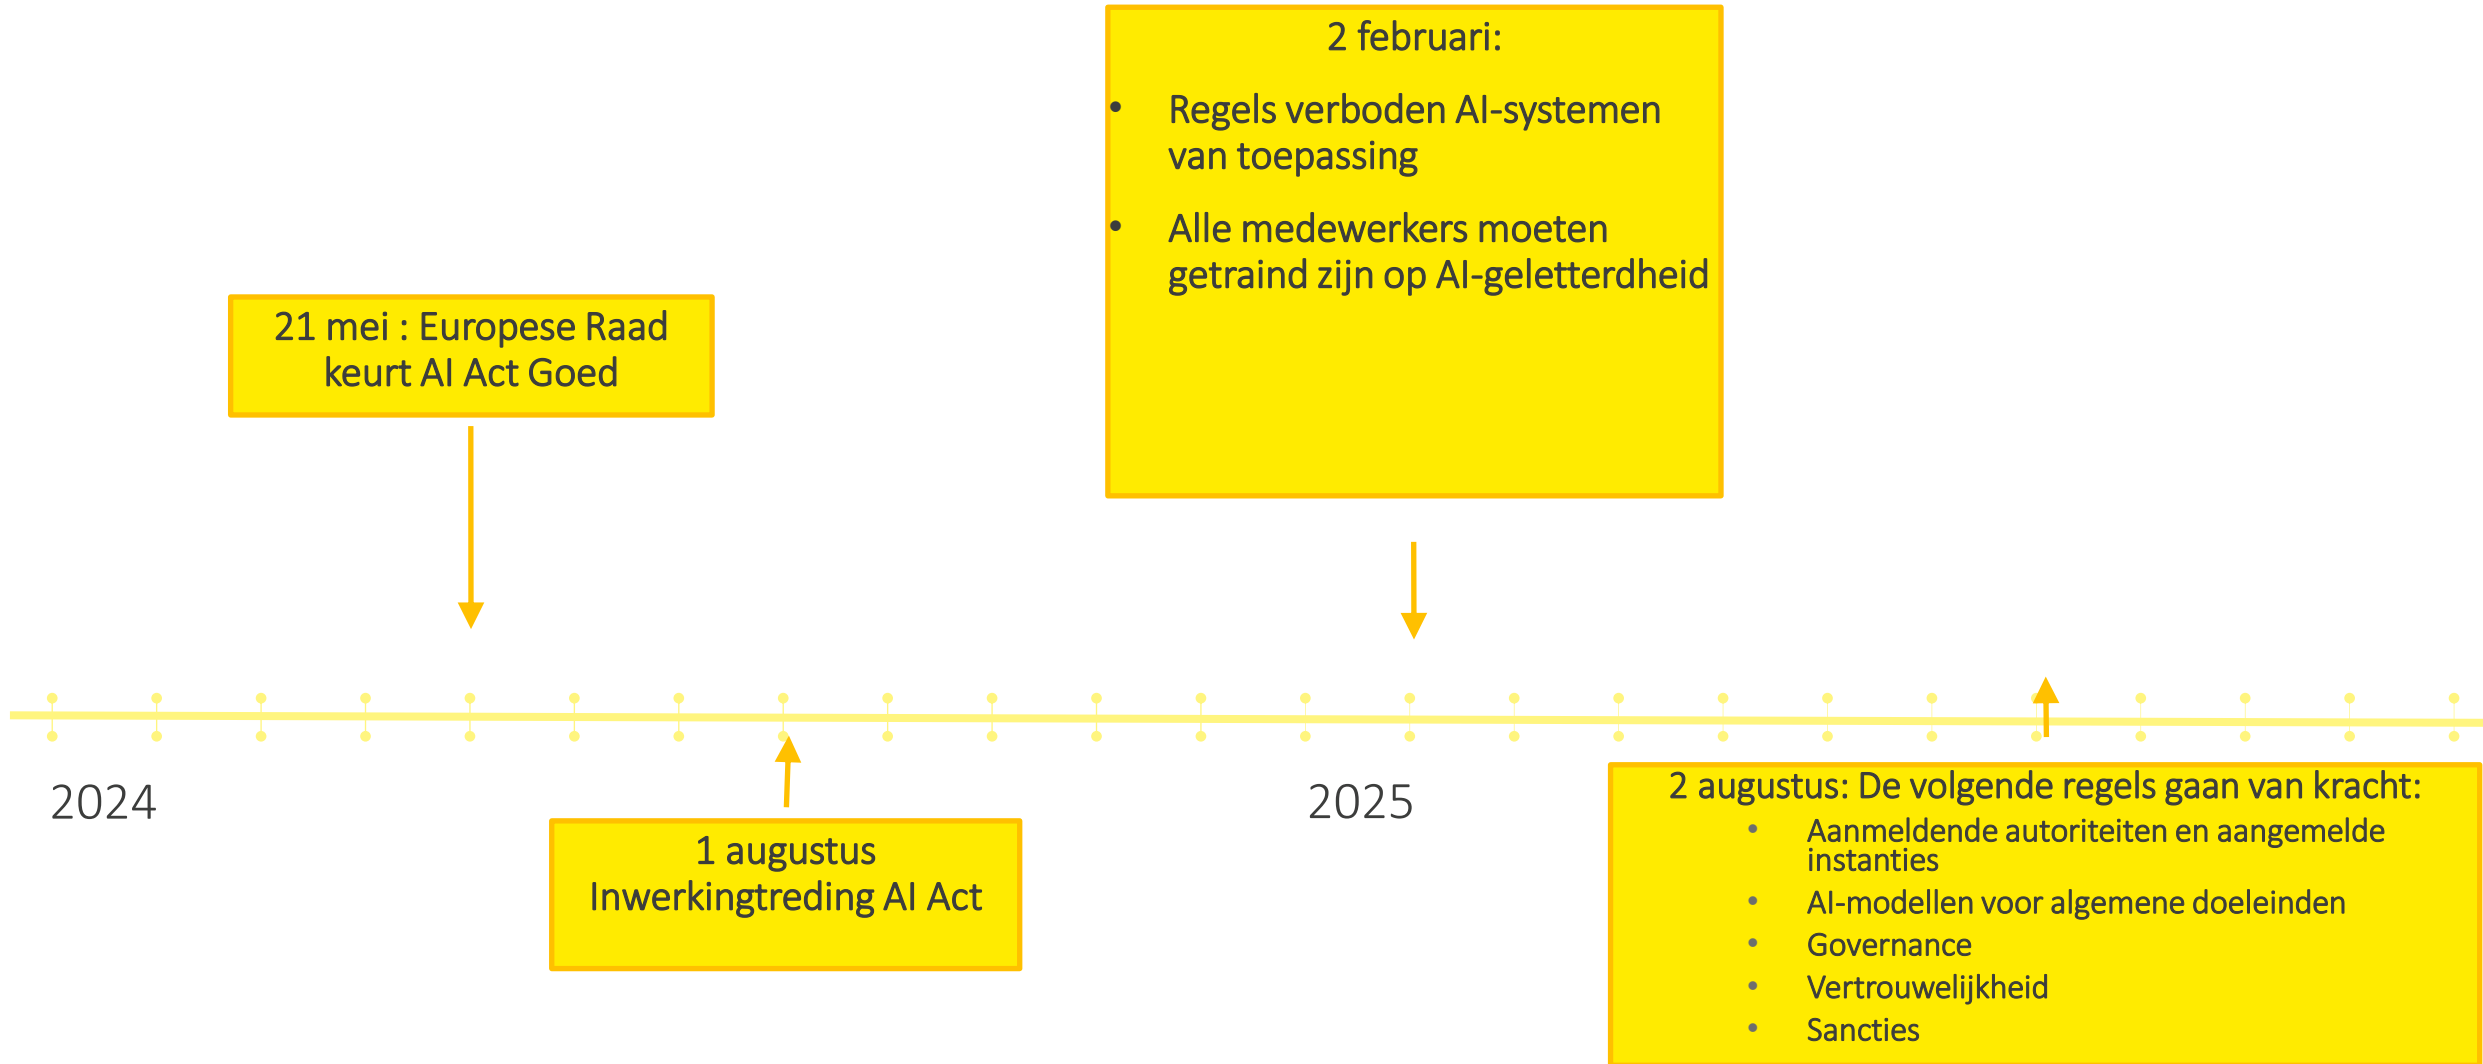 2 februari:
• Regels verboden AI-systemen
van toepassing
• Alle medewerkers moeten
getraind zijn op AI-geletterdheid
21 mei : Europese Raad
keurt AI Act Goed
2024
2025
1 augustus
Inwerkingtreding AI Act
2 augustus: De volgende regels gaan van kracht:
• Aanmeldende autoriteiten en aangemelde
instanties
• AI-modellen voor algemene doeleinden
• Governance
• Vertrouwelijkheid
• Sancties